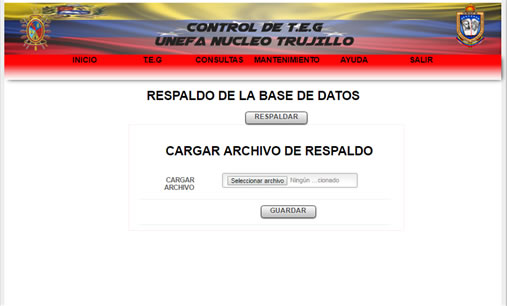 CONTROL DE T.E.G
UNEFA NUCLEO TRUJILLO
INICIO T.E.G CONSULTAS MANTENIMIENTO AYUDA SALIR
RESPALDO DE LA BASE DE DATOS
RESPALDAR
CARGAR ARCHIVO DE RESPALDO
CARGAR ARCHIVO
Seleccionar archivo Ningún ...cionado
GUARDAR